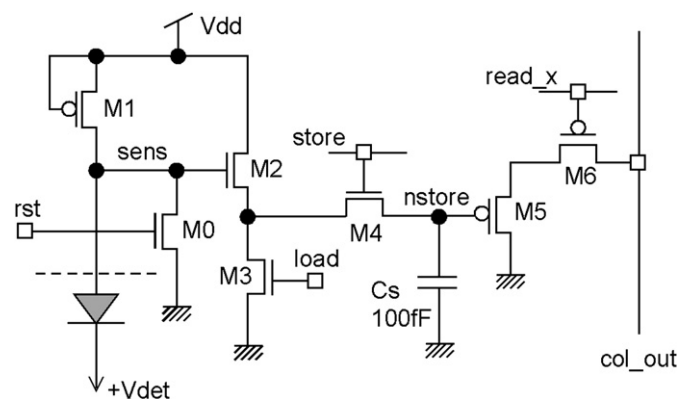 Vdd
read_x
M1
store
sens
M2
nstore
M6
rst
M0
M4
M5
load
M3
Cs
100fF
col_out
+Vdet